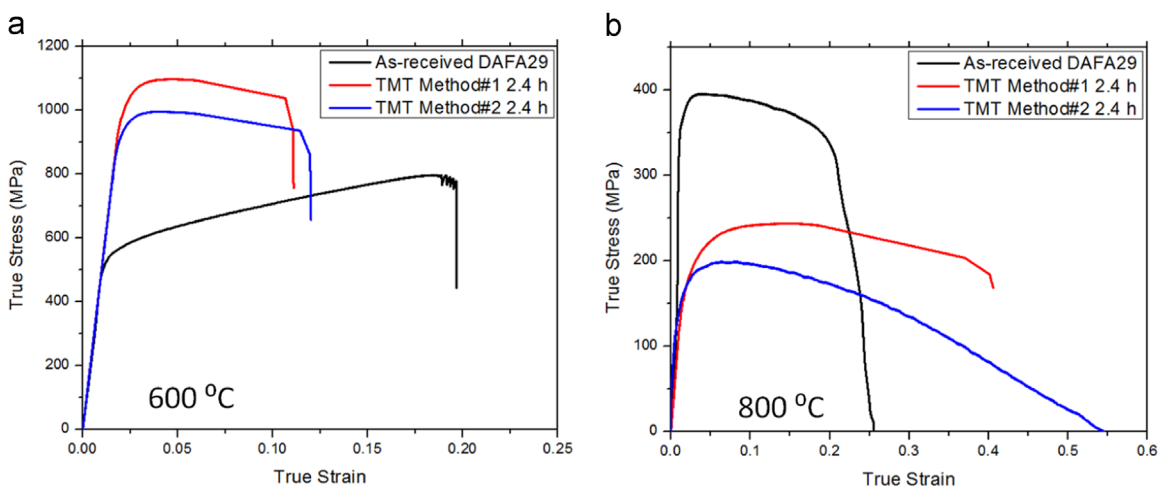 a
1200
1000
800
600
400
200
0
0.00 0.05 0.10 0.15 0.20 0.25
True Stress (MPa)
True Strain
As-received DAFA29
TMT Method#1 2.4 h
TMT Method#2 2.4 h
600 ⁰C
b
400
300
200
100
0
0.0 0.1 0.2 0.3 0.4 0.5 0.6
True Stress (MPa)
True Strain
As-received DAFA29
TMT Method#1 2.4 h
TMT Method#2 2.4 h
800 ⁰C